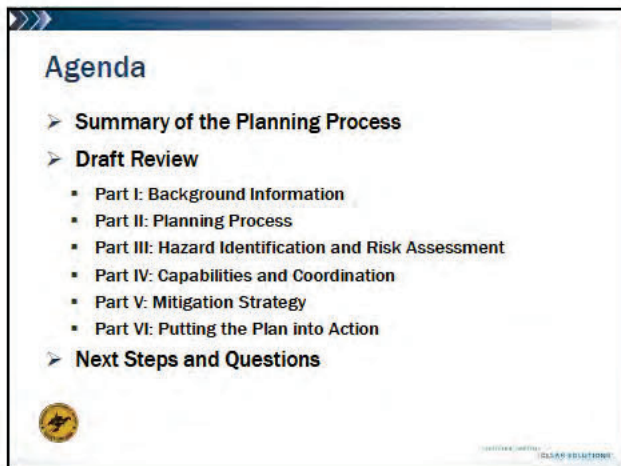 Agenda
➤ Summary of the Planning Process
➤ Draft Review
▪ Part I: Background Information
▪ Part II: Planning Process
▪ Part III: Hazard Identification and Risk Assessment
▪ Part IV: Capabilities and Coordination
▪ Part V: Mitigation Strategy
▪ Part VI: Putting the Plan into Action
➤ Next Steps and Questions
CLEAR SOLUTIONS